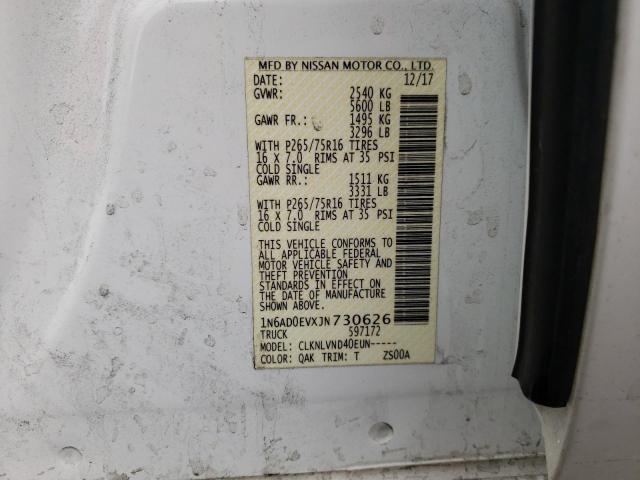 MFD BY NISSAN MOTOR CO., LTD.
DATE: 12/17
GVWR: 2540 KG
5600 LB
GAWR FR.: 1495 KG
3296 LB
WITH P265/75R16 TIRES
16 X 7.0 RIMS AT 35 PSI
COLD SINGLE
GAWR RR.: 1511 KG
3331 LB
WITH P265/75R16 TIRES
16 X 7.0 RIMS AT 35 PSI
COLD SINGLE
THIS VEHICLE CONFORMS TO
ALL APPLICABLE FEDERAL
MOTOR VEHICLE SAFETY AND
THEFT PREVENTION
STANDARDS IN EFFECT ON
THE DATE OF MANUFACTURE
SHOWN ABOVE.
1N6AD0EVXJN730626
TRUCK 597172
MODEL: CLKNLVND40EUN-----
COLOR: QAK TRIM: T ZS00A